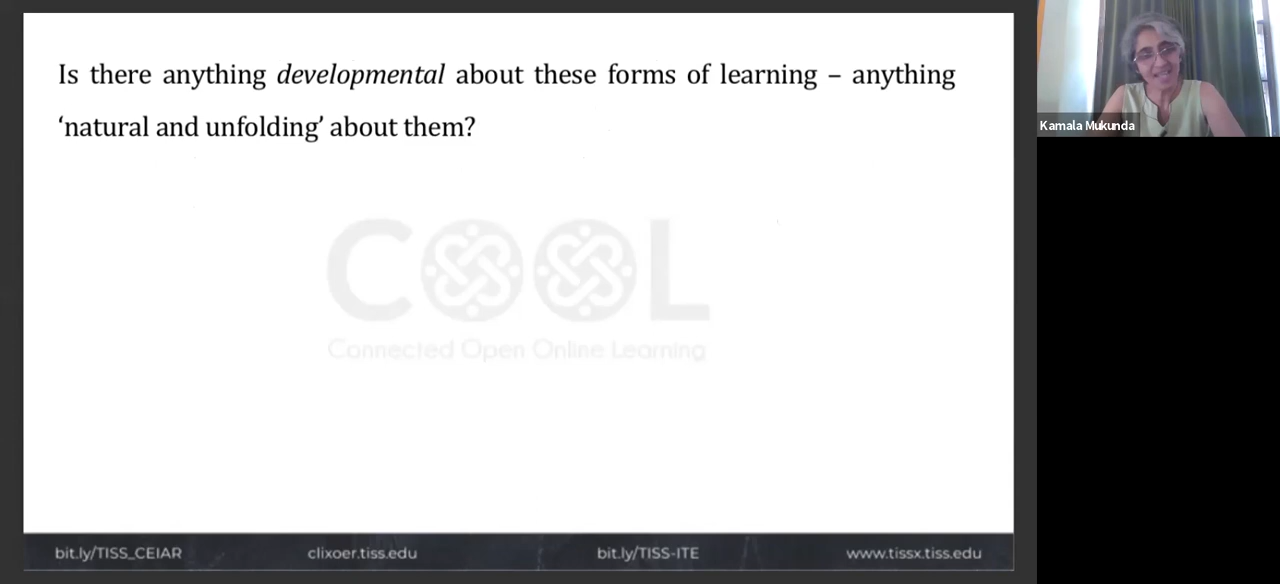 Is there anything developmental about these forms of learning – anything
‘natural and unfolding’ about them?
Kamala Mukunda
COOL
Connected Open Online Learning
bit.ly/TISS_CEIAR clixoer.tiss.edu bit.ly/TISS-ITE www.tissx.tiss.edu